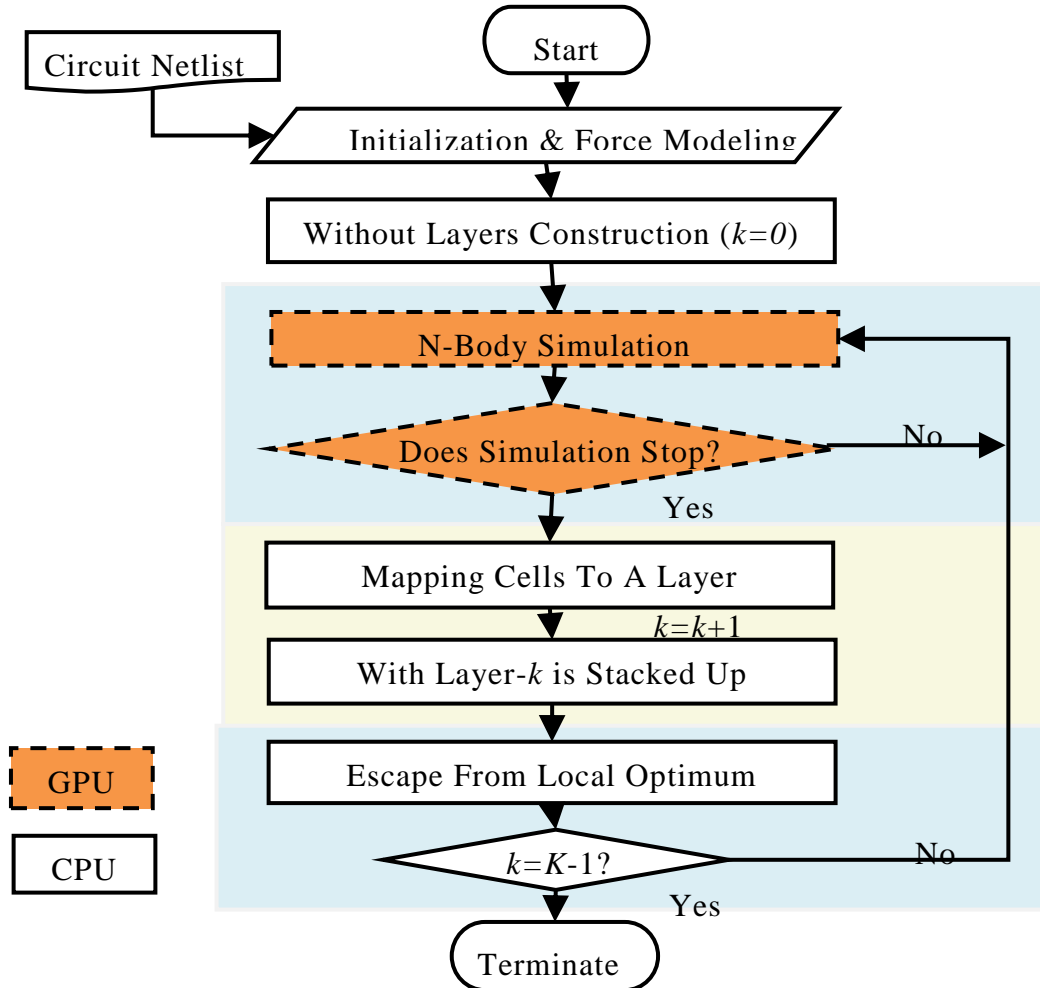 Start
Circuit Netlist
Initialization & Force Modeling
Without Layers Construction (k=0)
N-Body Simulation
Does Simulation Stop?
No
Yes
Mapping Cells To A Layer
k=k+1
With Layer-k is Stacked Up
Escape From Local Optimum
GPU
CPU
k=K-1?
No
Yes
Terminate